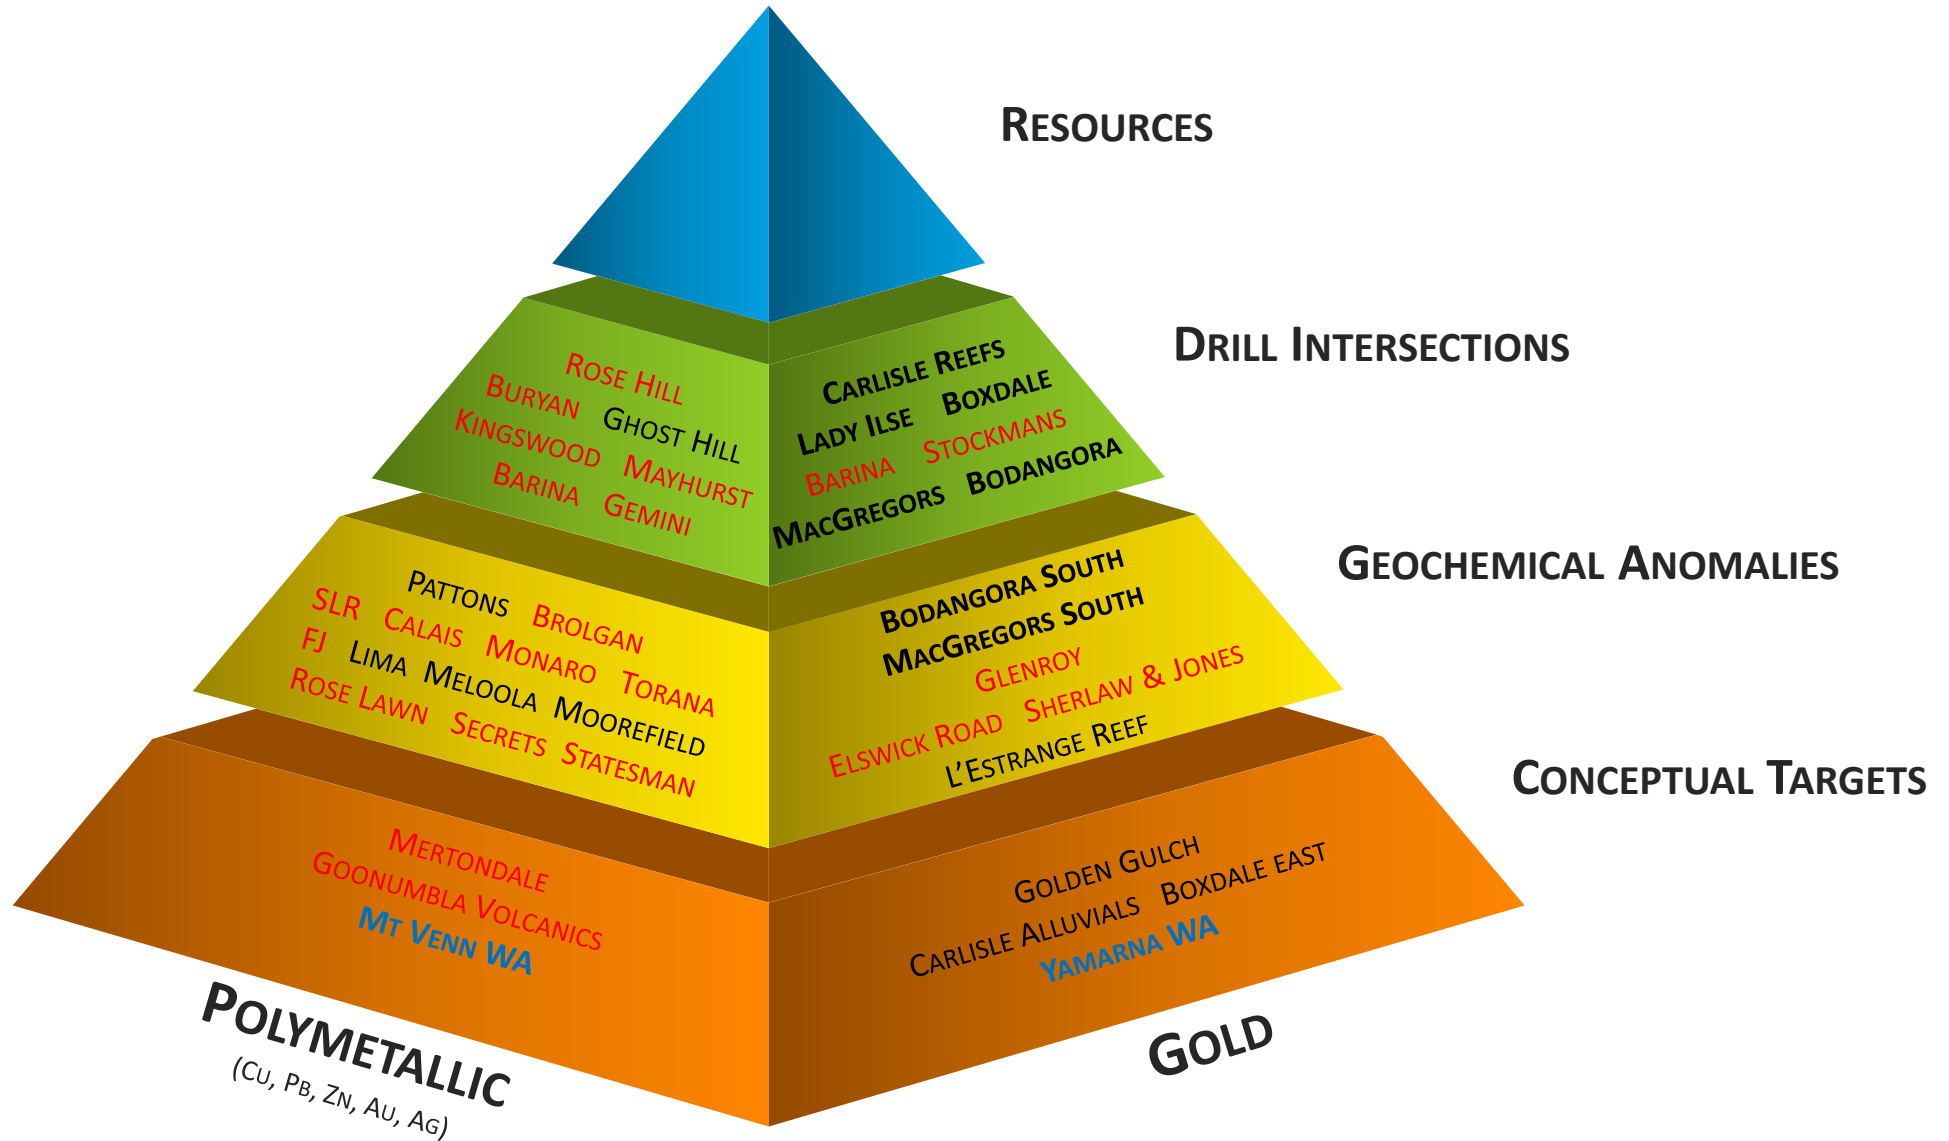 RESOURCES
DRILL INTERSECTIONS
ROSE HILL
BURYAN GHOST HILL
KINGSWOOD MAYHURST
BARINA GEMINI
CARLISLE REEFS
LADY ILSE BOXDALE
BARINA STOCKMANS
MACGREGORS BODANGORA
GEOCHEMICAL ANOMALIES
PATTONS BROLGAN
SLR CALAIS MONARO TORANA
FJ LIMA MELOOLA MOOREFIELD
ROSE LAWN SECRETS STATESMAN
BODANGORA SOUTH
MACGREGORS SOUTH
GLENROY
ELSWICK ROAD SHERLAW & JONES
L’ESTRANGE REEF
CONCEPTUAL TARGETS
MERTONDALE
GOONUMBLA VOLCANICS
MT VENN WA
GOLDEN GULCH
CARLISLE ALLUVIALS BOXDALE EAST
YAMARNA WA
POLYMETALLIC
(CU, PB, ZN, AU, AG)
GOLD